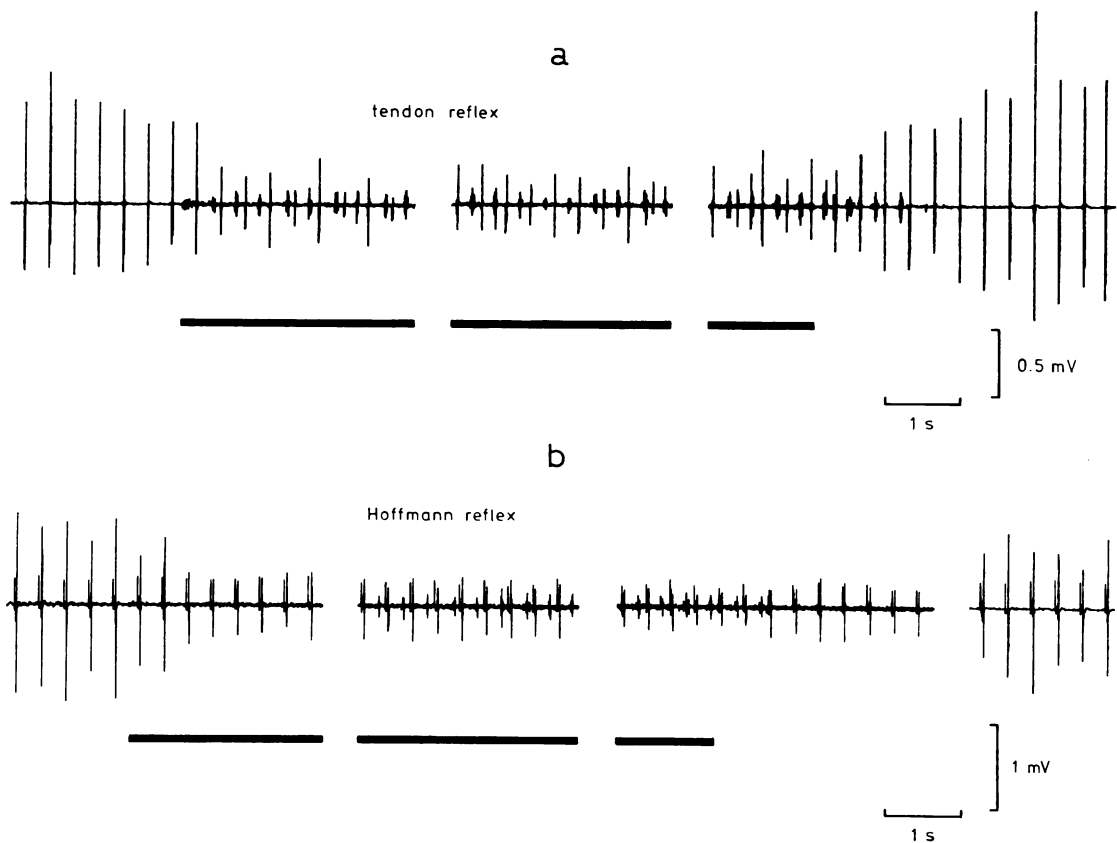 a
tendon reflex
0.5 mV
1 s
b
Hoffmann reflex
1 mV
1 s